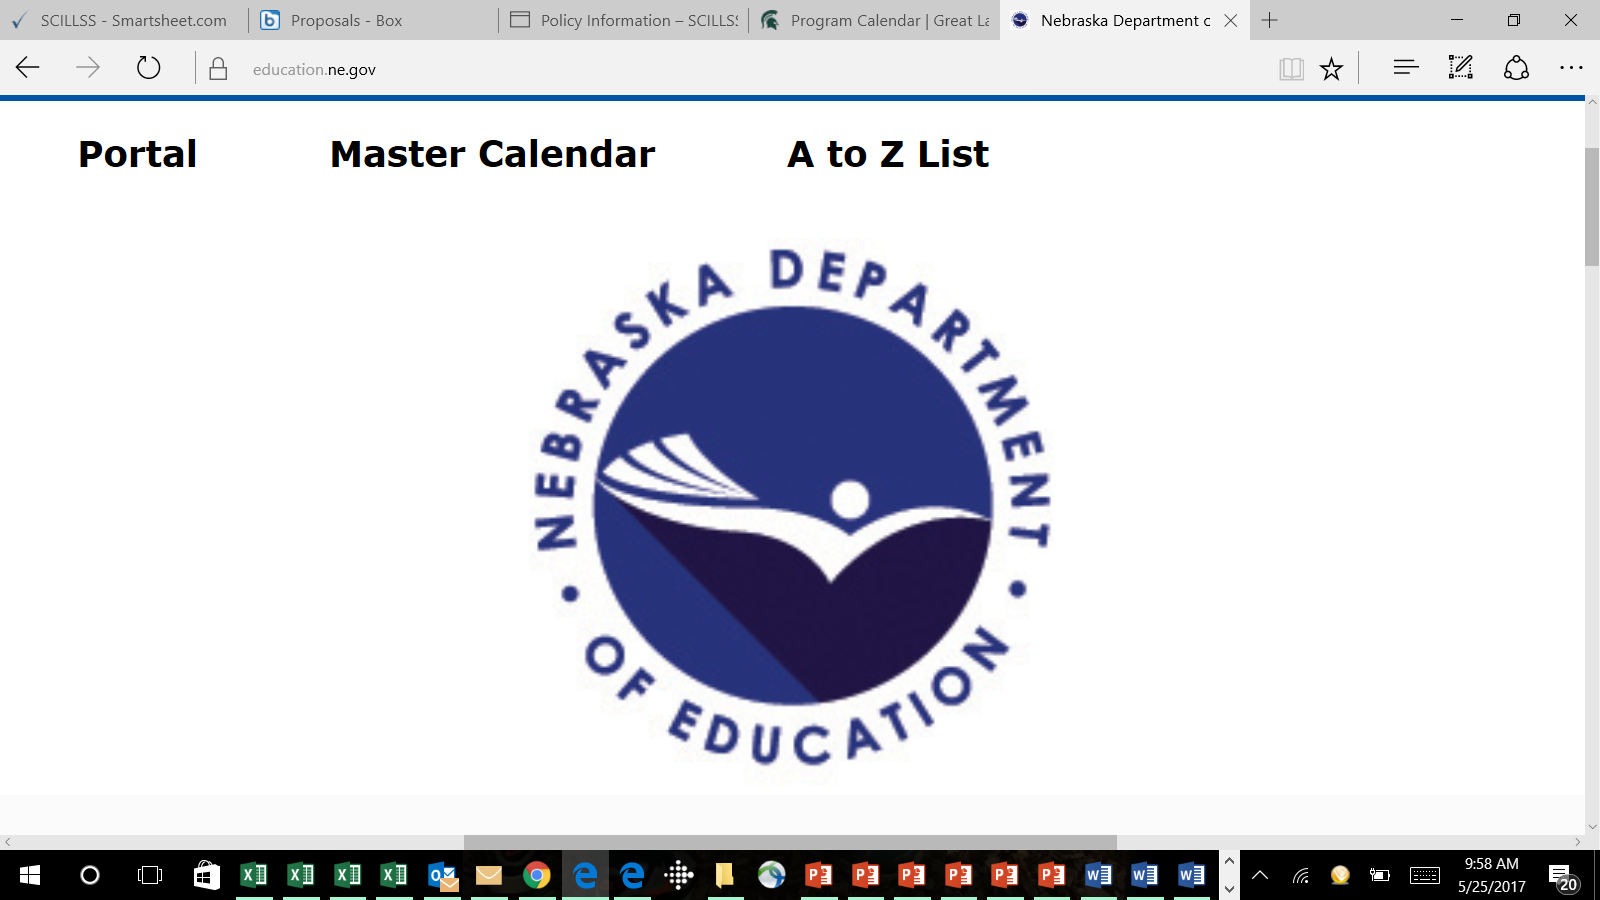 SCILLSS - Smartsheet.com
Proposals - Box
Policy Information – SCILLSS
Program Calendar | Great La
Nebraska Department c
education.ne.gov
Portal
Master Calendar
A to Z List
NEBRASKA DEPARTMENT
• OF EDUCATION •
9:58 AM
5/25/2017
20